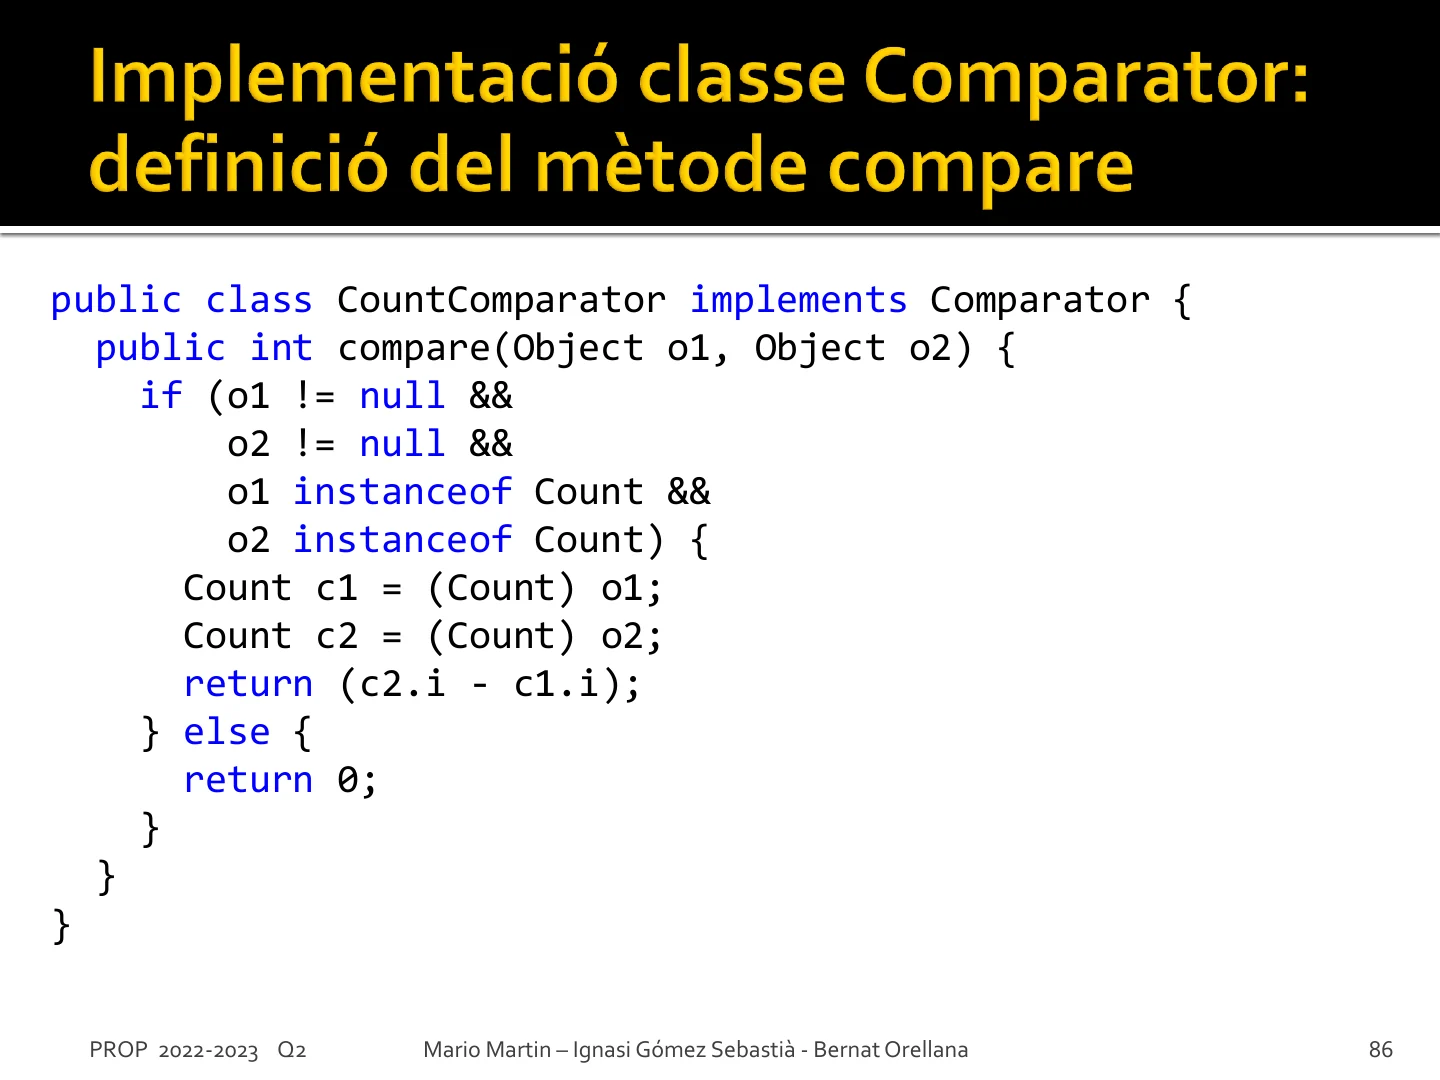 Implementació classe Comparator:
definició del mètode compare
public class CountComparator implements Comparator {
  public int compare(Object o1, Object o2) {
    if (o1 != null &&
        o2 != null &&
        o1 instanceof Count &&
        o2 instanceof Count) {
      Count c1 = (Count) o1;
      Count c2 = (Count) o2;
      return (c2.i - c1.i);
    } else {
      return 0;
    }
  }
}
PROP 2022-2023 Q2 Mario Martin – Ignasi Gómez Sebastià - Bernat Orellana 86